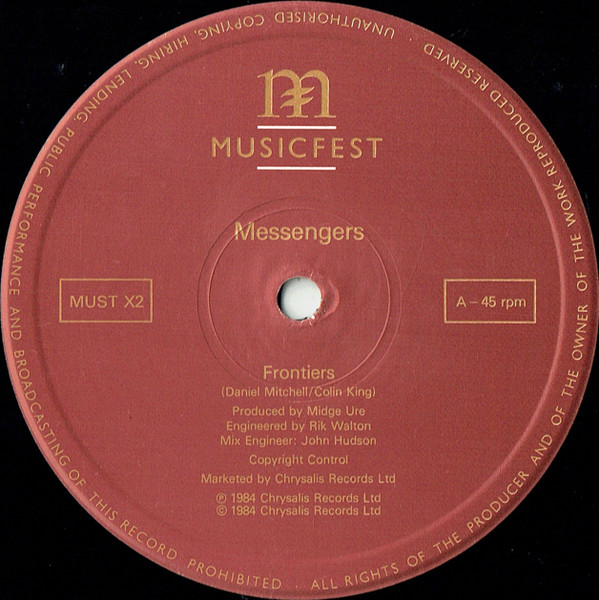 m
MUSICFEST
Messengers
MUST X2
A – 45 rpm
Frontiers
(Daniel Mitchell/Colin King)
Produced by Midge Ure
Engineered by Rik Walton
Mix Engineer: John Hudson
Copyright Control
Marketed by Chrysalis Records Ltd
℗ 1984 Chrysalis Records Ltd
© 1984 Chrysalis Records Ltd
ALL RIGHTS OF THE PRODUCER AND OF THE OWNER OF THE WORK REPRODUCED RESERVED
UNAUTHORISED COPYING, HIRING, LENDING, PUBLIC PERFORMANCE AND BROADCASTING OF THIS RECORD PROHIBITED ·